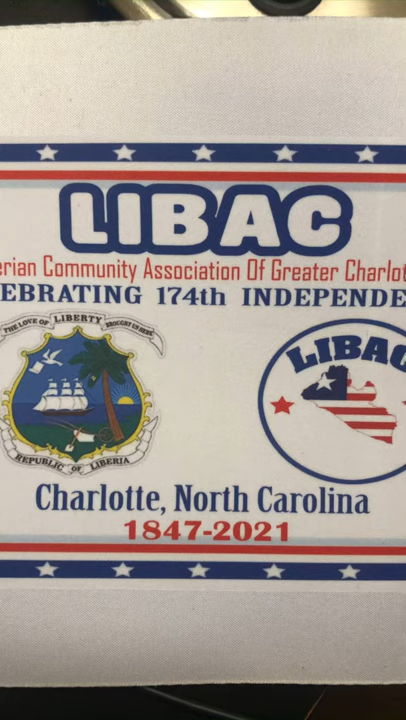 LIBAC
erian Community Association Of Greater Charlot
EBRATING 174th INDEPENDE
THE LOVE OF LIBERTY BROUGHT US HERE
REPUBLIC OF LIBERIA
LIBAC
Charlotte, North Carolina
1847-2021